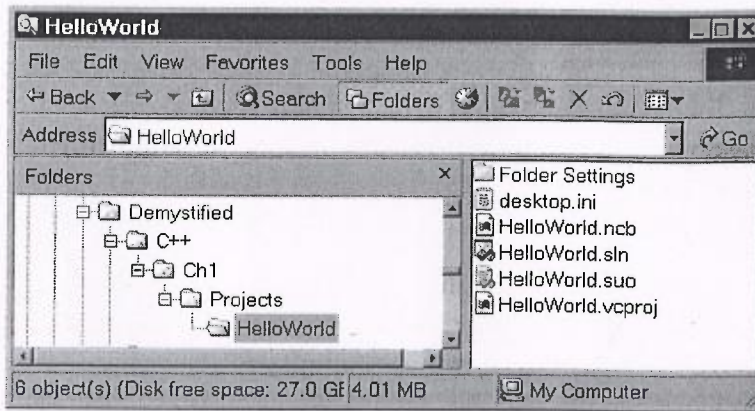 HelloWorld
File Edit View Favorites Tools Help
Back Search Folders
Address HelloWorld Go
Folders
Demystified
C++
Ch1
Projects
HelloWorld
Folder Settings
desktop.ini
HelloWorld.ncb
HelloWorld.sln
HelloWorld.suo
HelloWorld.vcproj
6 object(s) (Disk free space: 27.0 GE 4.01 MB My Computer